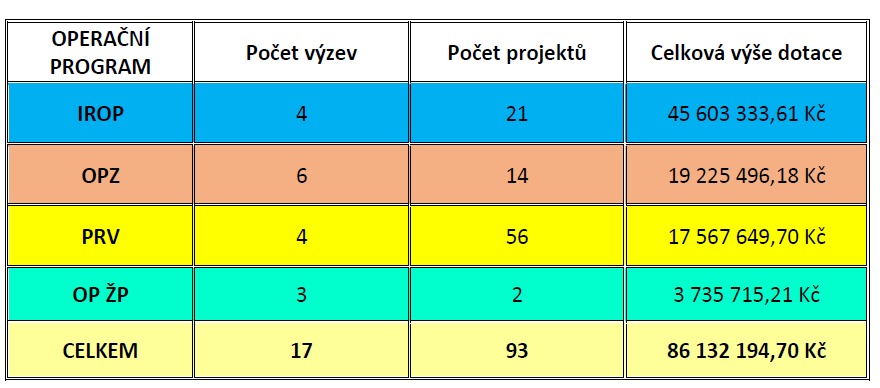 OPERAČNÍ PROGRAM Počet výzev Počet projektů Celková výše dotace
IROP 4 21 45 603 333,61 Kč
OPZ 6 14 19 225 496,18 Kč
PRV 4 56 17 567 649,70 Kč
OP ŽP 3 2 3 735 715,21 Kč
CELKEM 17 93 86 132 194,70 Kč